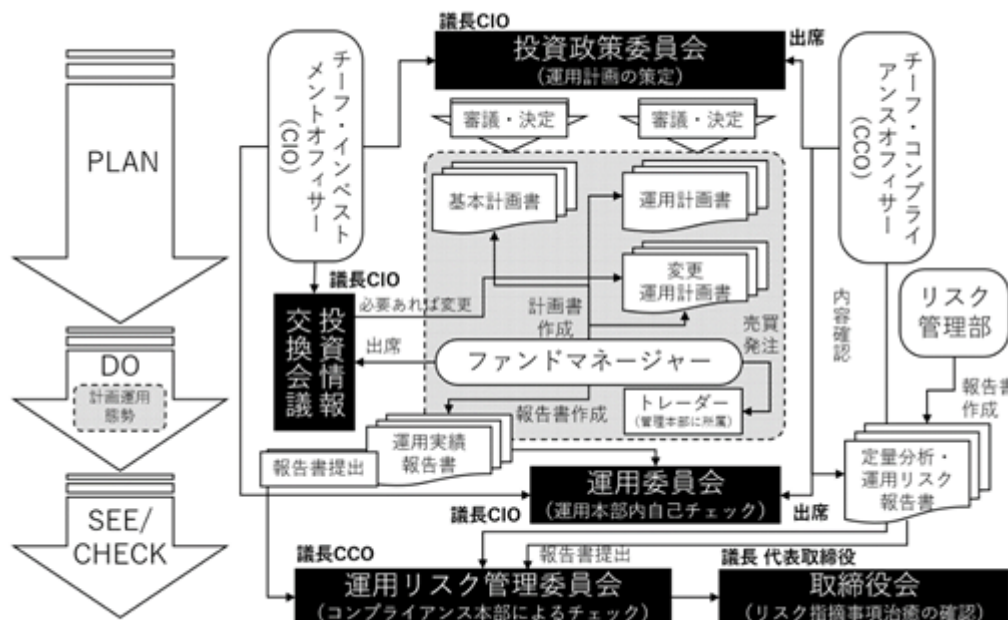 議長CIO
投資政策委員会
(運用計画の策定)
出席
チーフ・インベスト
メントオフィサー
(CIO)
チーフ・コンプライ
アンスオフィサー
(CCO)
審議・決定
審議・決定
PLAN
基本計画書
運用計画書
変更
運用計画書
議長CIO
投資情報
交換会議
必要あれば変更
出席
計画書
作成
売買
発注
内容確認
リスク
管理部
DO
計画運用
態勢
ファンドマネージャー
報告書作成
トレーダー
(管理本部に所属)
報告書
作成
運用実績
報告書
報告書提出
定量分析・
運用リスク
報告書
運用委員会
(運用本部内自己チェック)
議長CIO
出席
SEE/
CHECK
議長CCO
報告書提出
議長 代表取締役
運用リスク管理委員会
(コンプライアンス本部によるチェック)
取締役会
(リスク指摘事項治癒の確認)